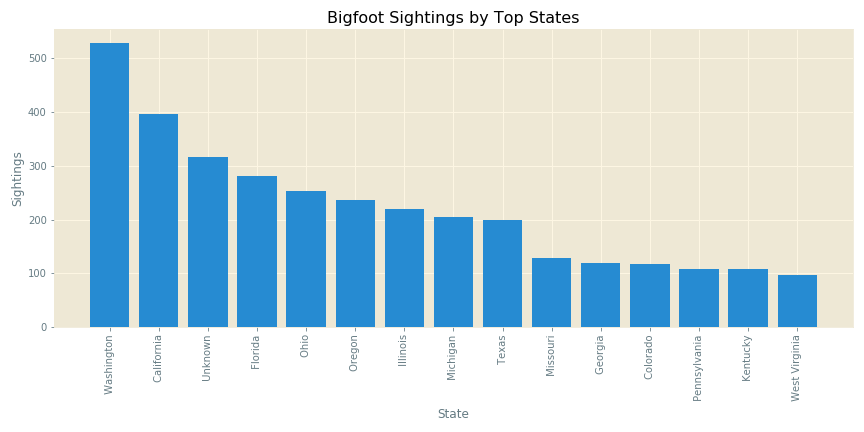 Bigfoot Sightings by Top States
Sightings
500
400
300
200
100
0
Washington
California
Unknown
Florida
Ohio
Oregon
Illinois
Michigan
Texas
Missouri
Georgia
Colorado
Pennsylvania
Kentucky
West Virginia
State